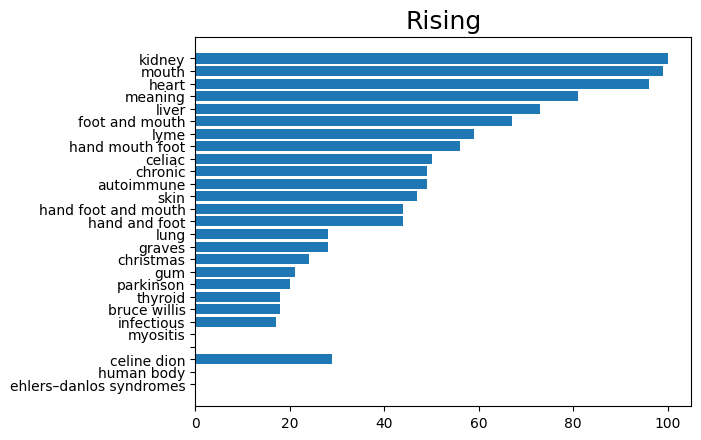 Rising
kidney
mouth
heart
meaning
liver
foot and mouth
lyme
hand mouth foot
celiac
chronic
autoimmune
skin
hand foot and mouth
hand and foot
lung
graves
christmas
gum
parkinson
thyroid
bruce willis
infectious
myositis
celine dion
human body
ehlers–danlos syndromes
0 20 40 60 80 100